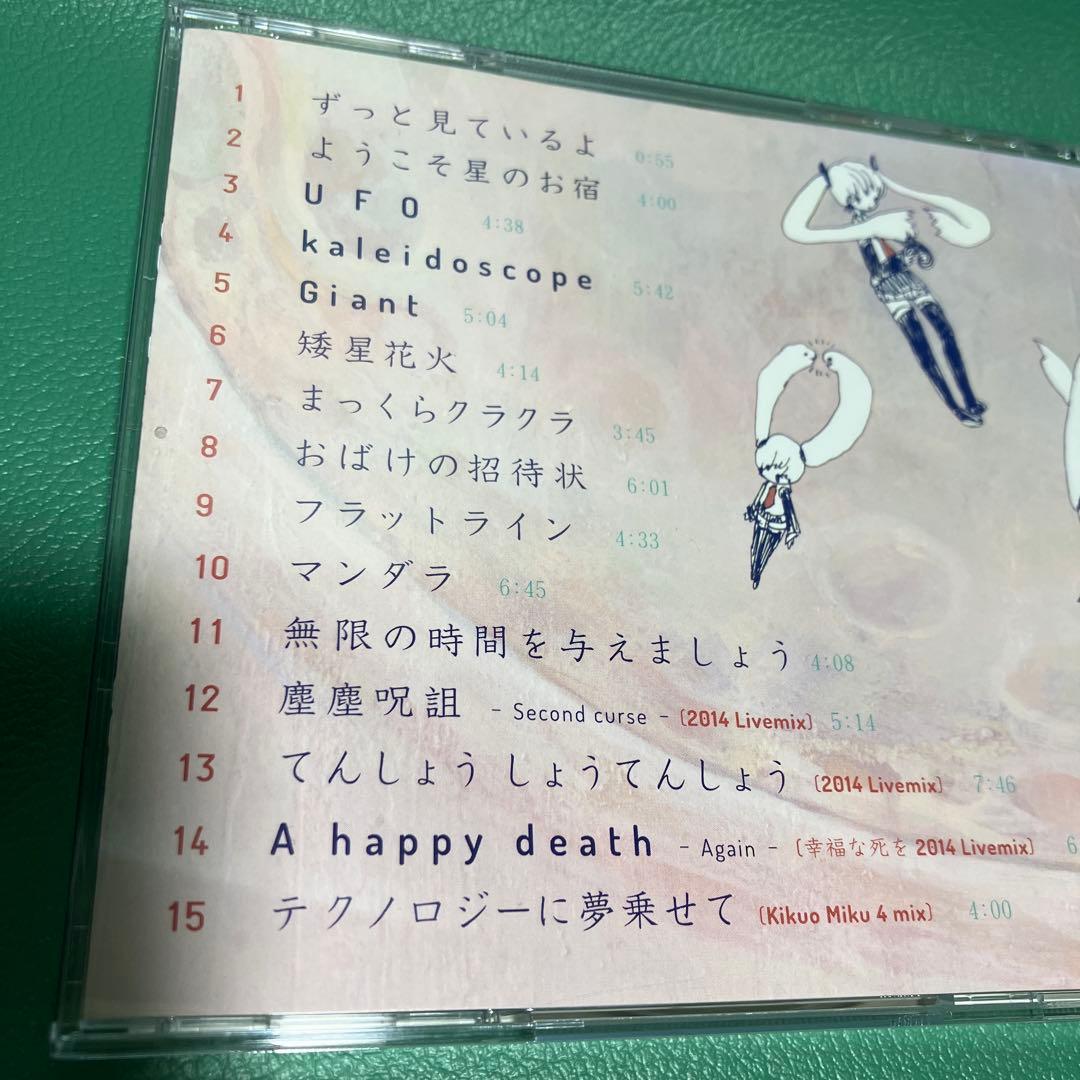 1 ずっと見ているよ 0:55
2 ようこそ星のお宿 4:00
3 UFO 4:38
4 kaleidoscope 5:42
5 Giant 5:04
6 矮星花火 4:14
7 まっくらクラクラ 3:45
8 おばけの招待状 6:01
9 フラットライン 4:33
10 マンダラ 6:45
11 無限の時間を与えましょう 4:08
12 塵塵呪詛 - Second curse - (2014 Livemix) 5:14
13 てんしょう しょうてんしょう (2014 Livemix) 7:46
14 A happy death - Again - (幸福な死を 2014 Livemix) 6
15 テクノロジーに夢乗せて (Kikuo Miku 4 mix) 4:00